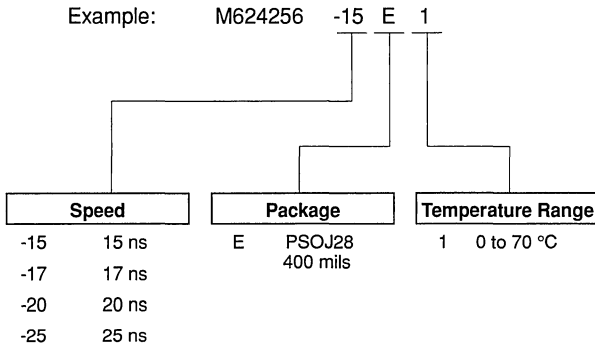 Example: M624256 -15 E 1
Speed Package Temperature Range
-15 15 ns E PSOJ28 400 mils 1 0 to 70 °C
-17 17 ns
-20 20 ns
-25 25 ns